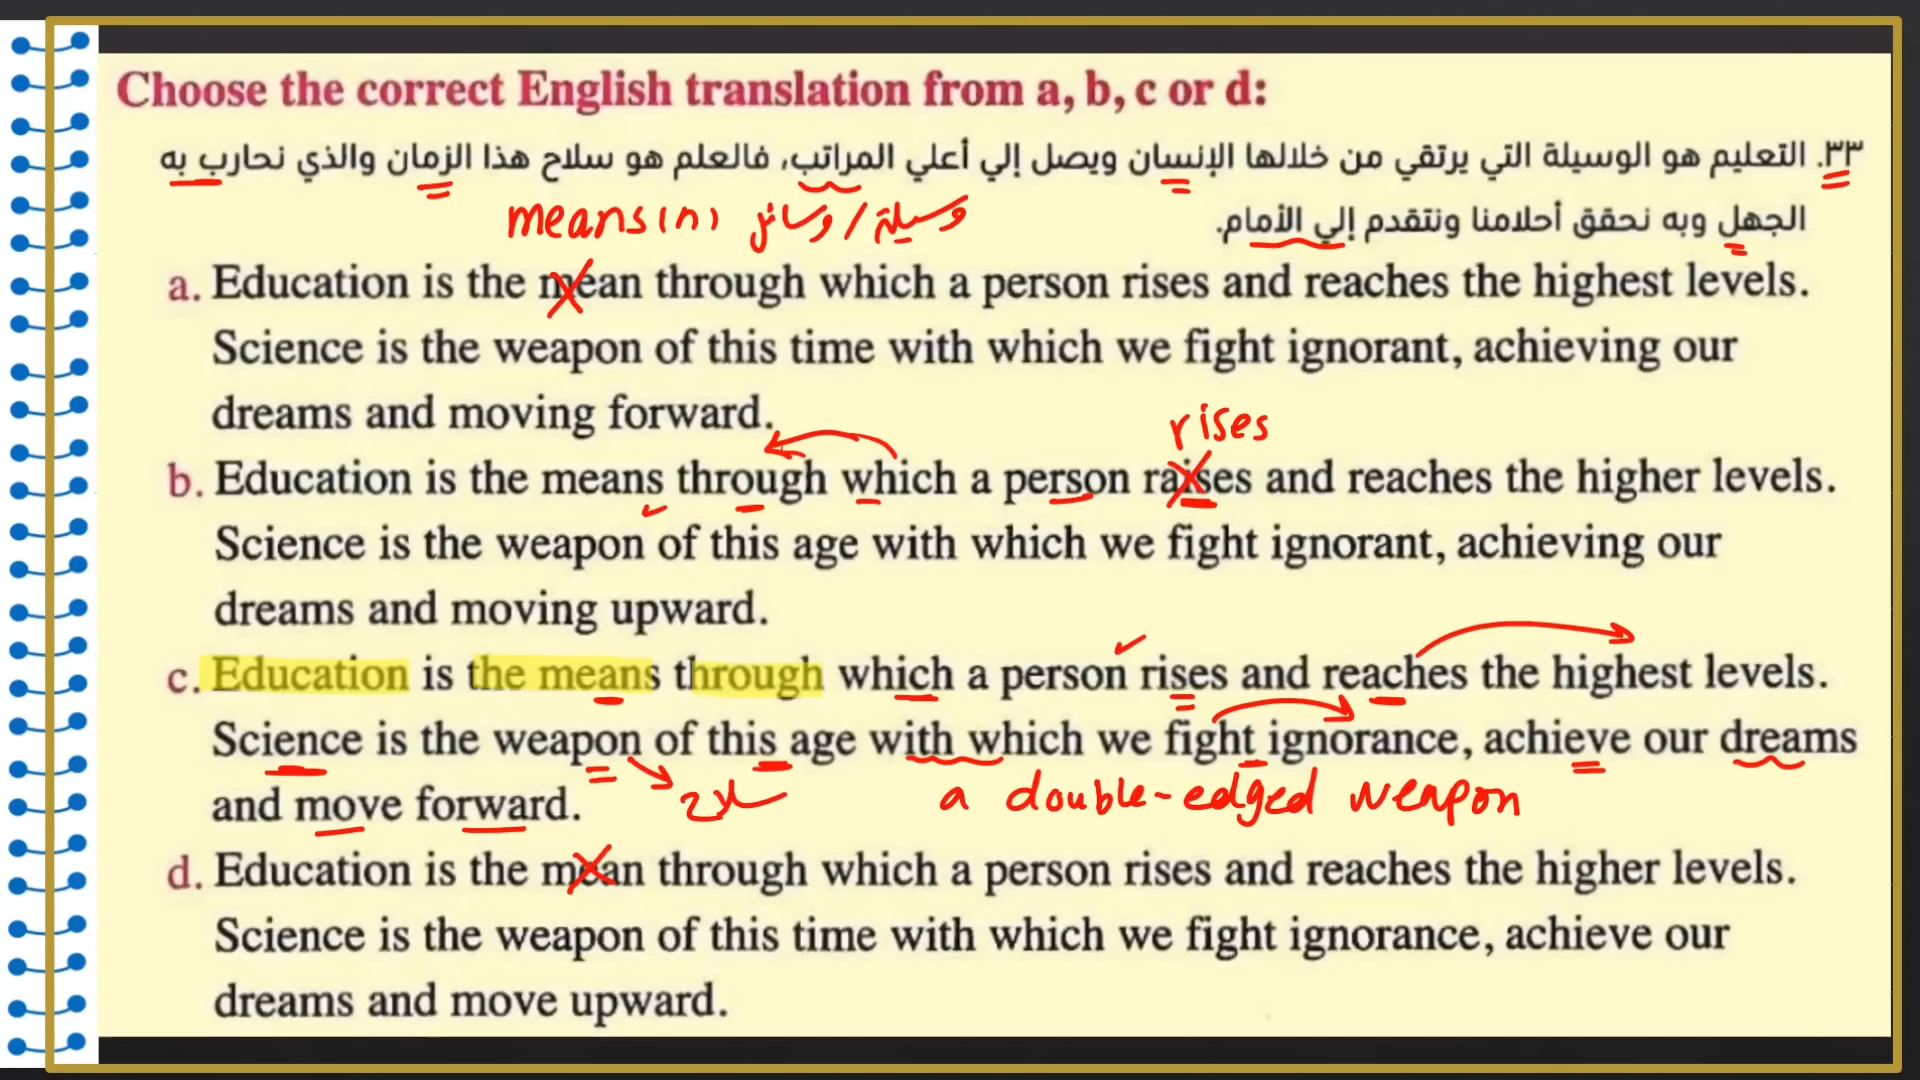 Choose the correct English translation from a, b, c or d:
٣٣. التعليم هو الوسيلة التي يرتقي من خلالها الإنسان ويصل إلي أعلي المراتب، فالعلم هو سلاح هذا الزمان والذي نحارب به
الجهل وبه نحقق أحلامنا ونتقدم إلي الأمام.
means (n) وسيلة / وسائل
a. Education is the mean through which a person rises and reaches the highest levels.
Science is the weapon of this time with which we fight ignorant, achieving our
dreams and moving forward.
rises
b. Education is the means through which a person raises and reaches the higher levels.
Science is the weapon of this age with which we fight ignorant, achieving our
dreams and moving upward.
c. Education is the means through which a person rises and reaches the highest levels.
Science is the weapon of this age with which we fight ignorance, achieve our dreams
and move forward.
سلاح
a double-edged weapon
d. Education is the mean through which a person rises and reaches the higher levels.
Science is the weapon of this time with which we fight ignorance, achieve our
dreams and move upward.